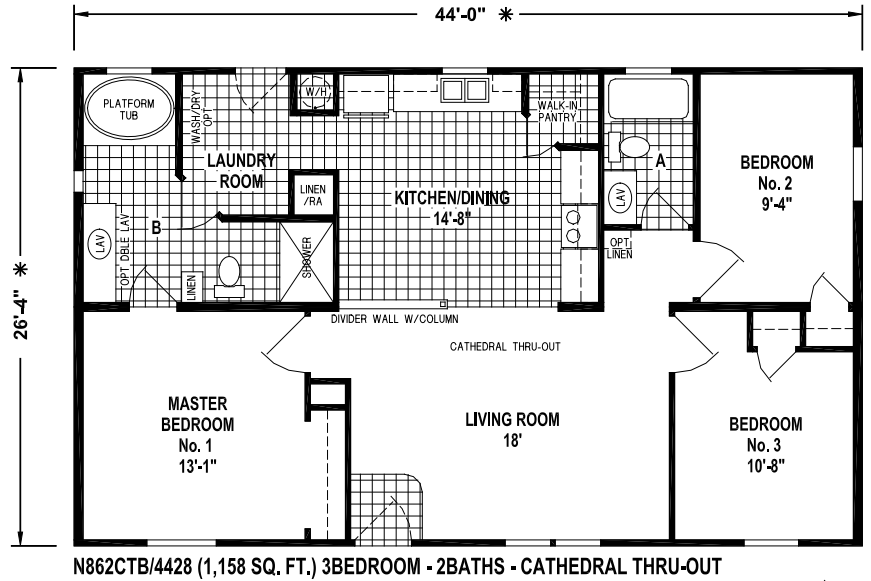 44'-0" *
26'-4" *
PLATFORM
TUB
WASH/DRY
OPT
W/H
WALK-IN
PANTRY
LAUNDRY
ROOM
LINEN
/RA
KITCHEN/DINING
14'-8"
A
LAV
BEDROOM
No. 2
9'-4"
B
LAV
OPT DBLE LAV
LINEN
SHOWER
OPT
LINEN
DIVIDER WALL W/COLUMN
CATHEDRAL THRU-OUT
MASTER
BEDROOM
No. 1
13'-1"
LIVING ROOM
18'
BEDROOM
No. 3
10'-8"
N862CTB/4428 (1,158 SQ. FT.) 3BEDROOM - 2BATHS - CATHEDRAL THRU-OUT